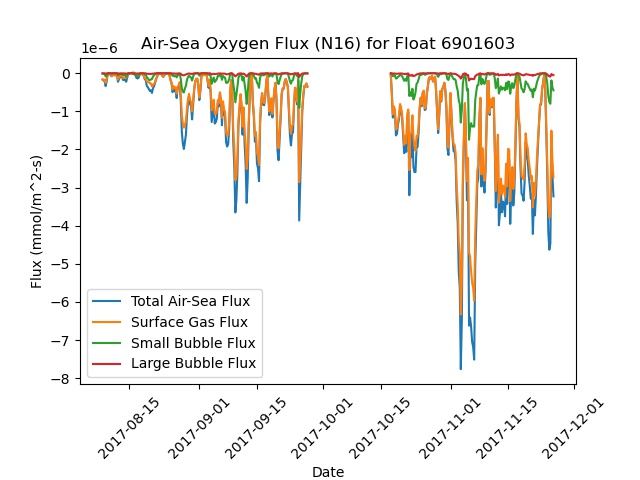 Air-Sea Oxygen Flux (N16) for Float 6901603
1e−6
0
−1
−2
−3
−4
−5
−6
−7
−8
Flux (mmol/m^2-s)
Total Air-Sea Flux
Surface Gas Flux
Small Bubble Flux
Large Bubble Flux
2017-08-15
2017-09-01
2017-09-15
2017-10-01
2017-10-15
2017-11-01
2017-11-15
2017-12-01
Date